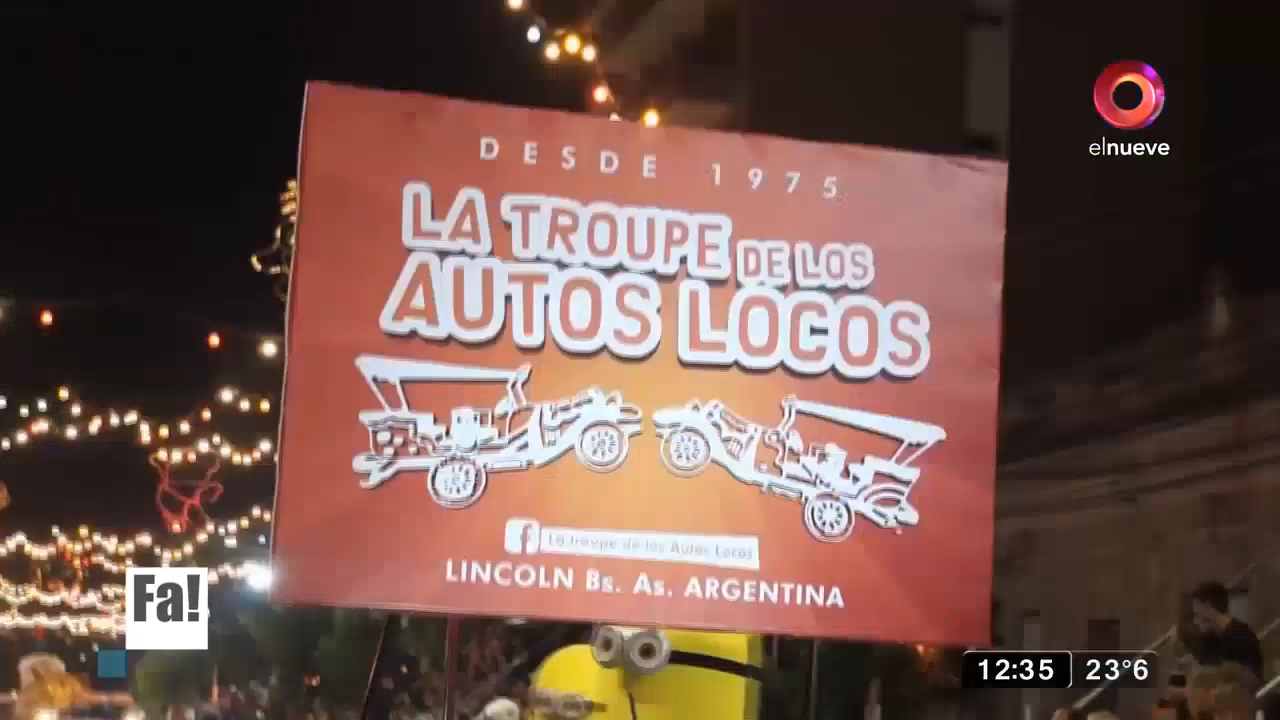 elnueve
DESDE 1975
LA TROUPE DE LOS
AUTOS LOCOS
f La troupe de los Autos Locos
LINCOLN Bs. As. ARGENTINA
Fa!
12:35 23°6